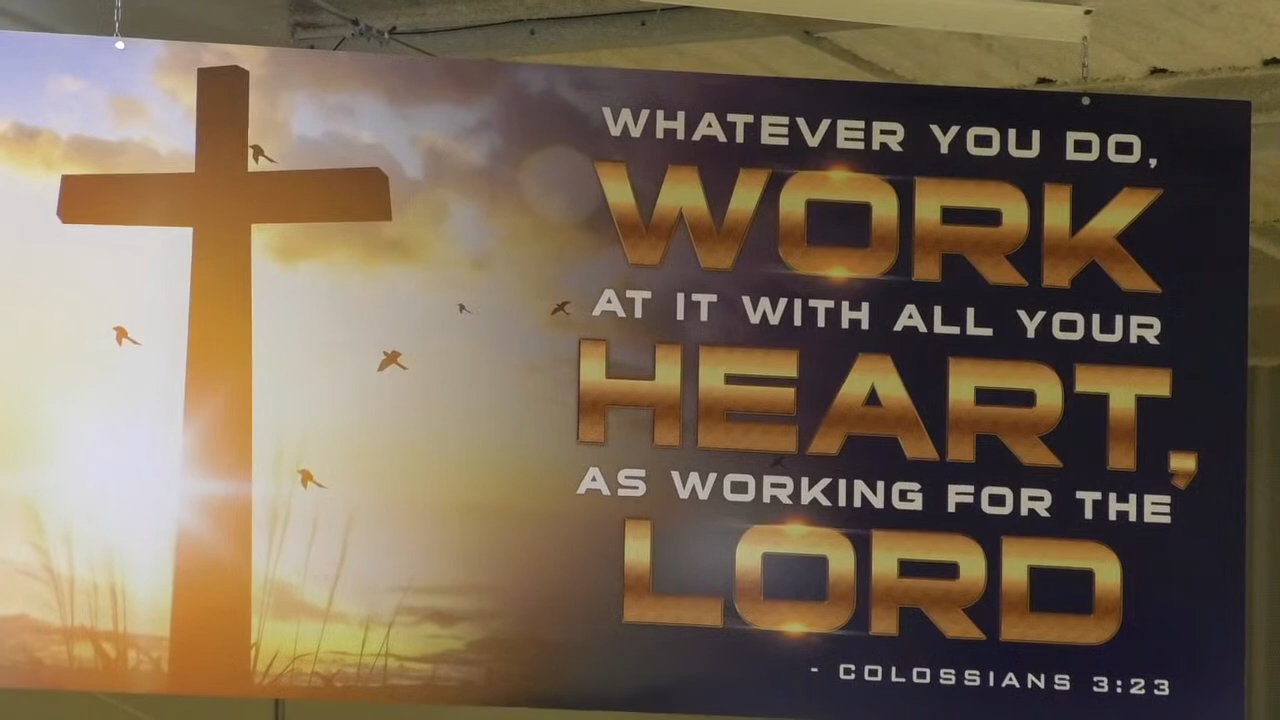 WHATEVER YOU DO,
WORK
AT IT WITH ALL YOUR
HEART,
AS WORKING FOR THE
LORD
- COLOSSIANS 3:23